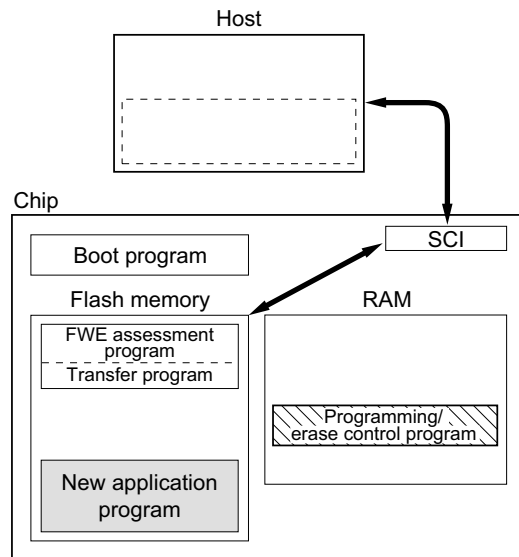 Host
Chip
SCI
Boot program
Flash memory
RAM
FWE assessment
program
Transfer program
Programming/
erase control program
New application
program